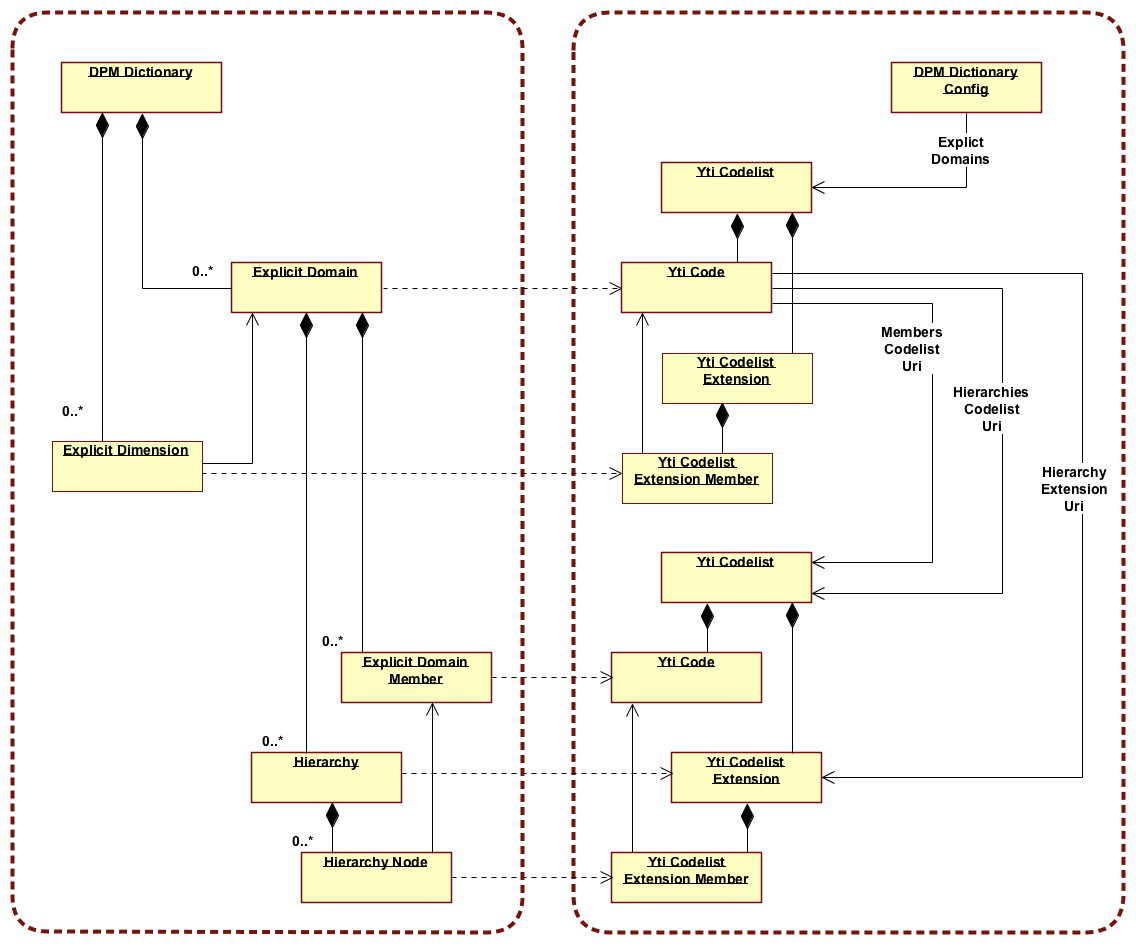 DPM Dictionary
DPM Dictionary
Config
Explict
Domains
Yti Codelist
0..*
Explicit Domain
Yti Code
Members
Codelist
Uri
Yti Codelist
Extension
Hierarchies
Codelist
Uri
0..*
Explicit Dimension
Yti Codelist
Extension Member
Hierarchy
Extension
Uri
Yti Codelist
0..*
Explicit Domain
Member
Yti Code
0..*
Hierarchy
Yti Codelist
Extension
0..*
Hierarchy Node
Yti Codelist
Extension Member